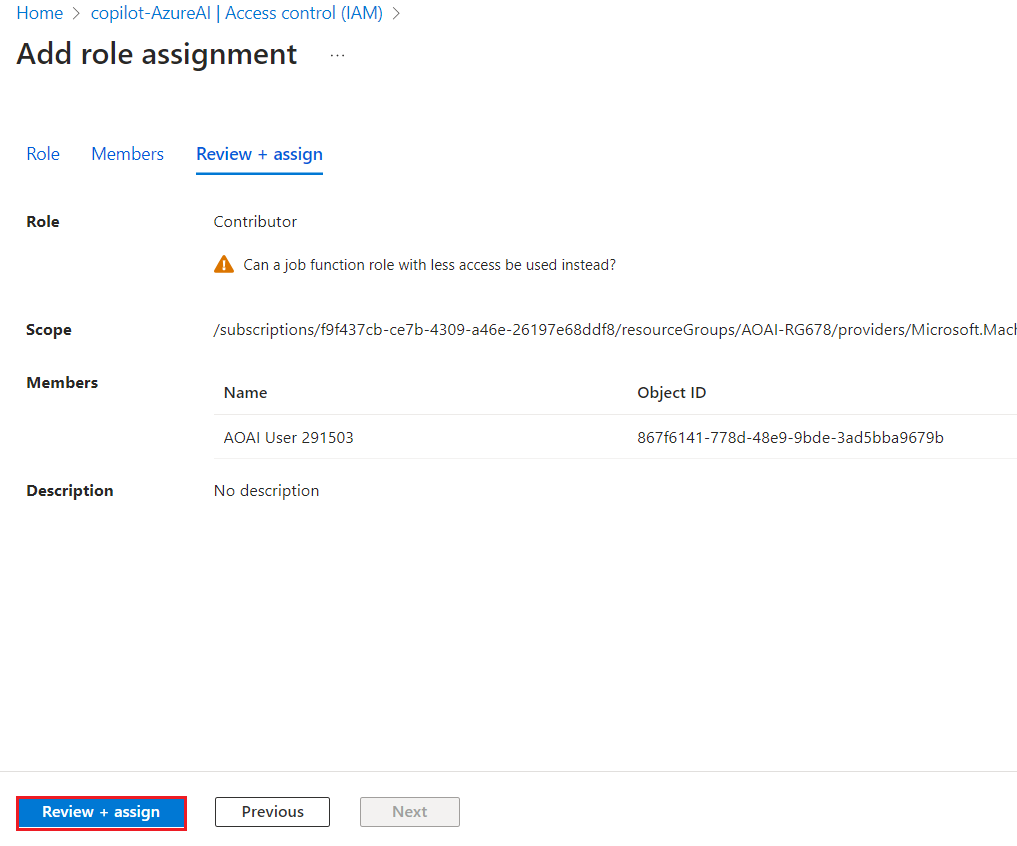 Home > copilot-AzureAI | Access control (IAM) >
Add role assignment ...
Role Members Review + assign
Role Contributor
Can a job function role with less access be used instead?
Scope /subscriptions/f9f437cb-ce7b-4309-a46e-26197e68ddf8/resourceGroups/AOAI-RG678/providers/Microsoft.Mach
Members
Name Object ID
AOAI User 291503 867f6141-778d-48e9-9bde-3ad5bba9679b
Description No description
Review + assign Previous Next